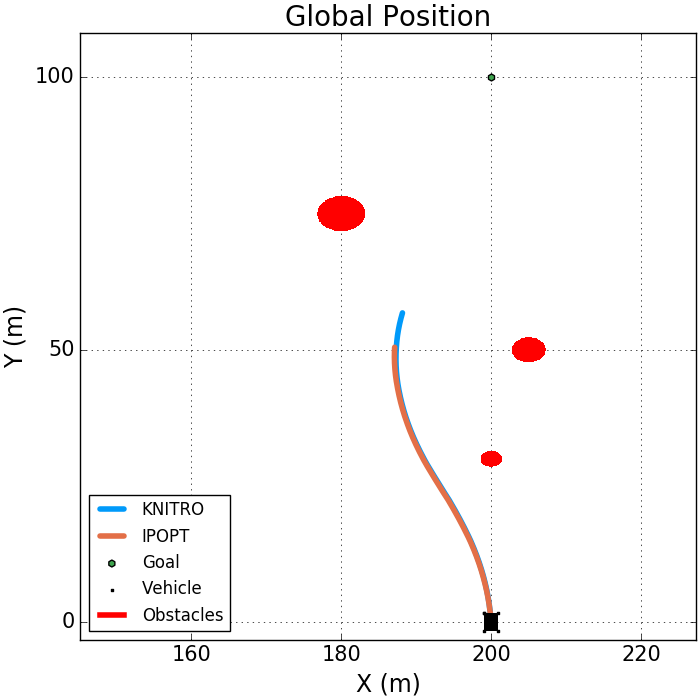 Global Position
100
50
0
Y (m)
KNITRO
IPOPT
Goal
Vehicle
Obstacles
160 180 200 220
X (m)